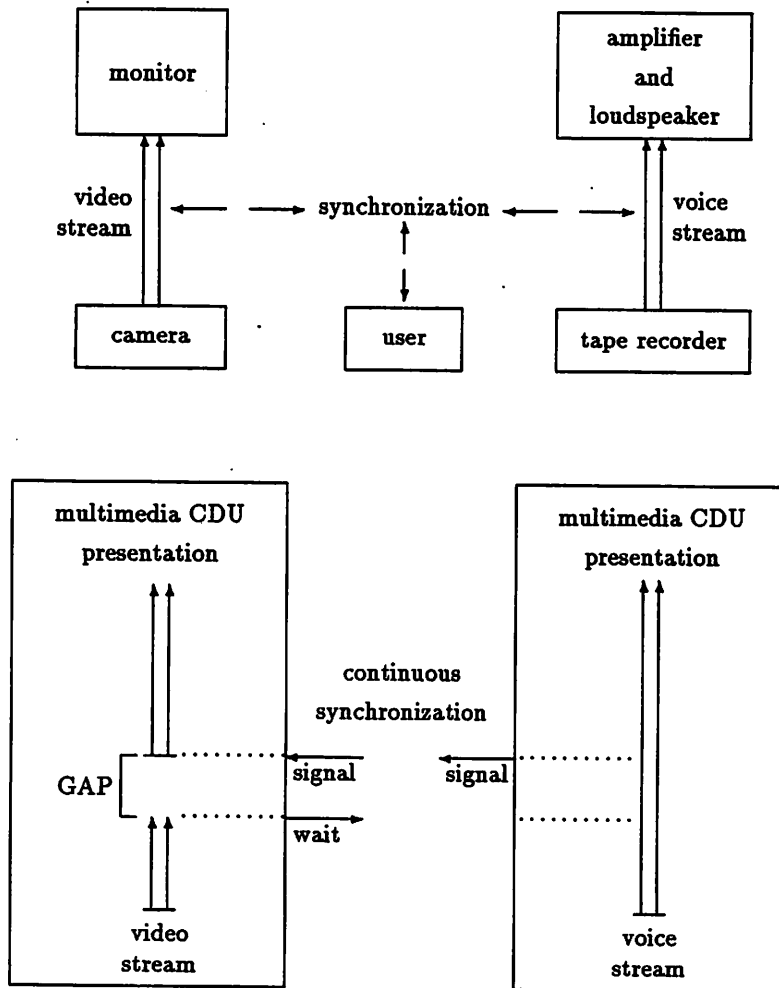 monitor
amplifier
and
loudspeaker
video
stream
synchronization
voice
stream
camera
user
tape recorder
multimedia CDU
presentation
multimedia CDU
presentation
continuous
synchronization
signal
signal
GAP
wait
video
stream
voice
stream